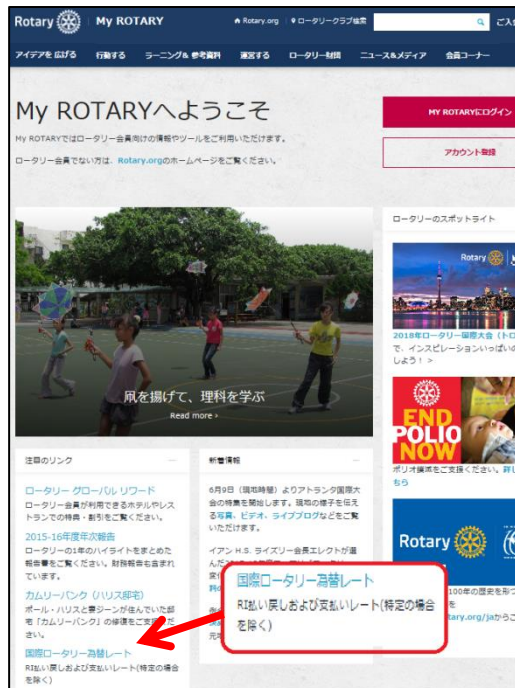 Rotary
My ROTARY
Rotary.org
ロータリークラブ検索
アイデアを広げる
行動する
ラーニング& 参考資料
運営する
ロータリー財団
ニュース&メディア
会員コーナー
My ROTARYへようこそ
My ROTARYではロータリー会員向けの情報やツールをご利用いただけます。
ロータリー会員でない方は、Rotary.orgのホームページをご覧ください。
MY ROTARYにログイン
アカウント登録
凧を揚げて、理科を学ぶ
Read more ›
ロータリーのスポットライト
Rotary
2018年ロータリー国際大会（トロ
で、インスピレーションいっぱいの
しよう！ >
END
POLIO
NOW
ポリオ撲滅をご支援ください。詳し
ちら
Rotary
100年の歴史を形づ
を
tary.org/jaからご
注目のリンク
ロータリー グローバル リワード
ロータリー会員が利用できるホテルやレス
トランでの特典・割引をご覧ください。
2015-16年度年次報告
ロータリーの1年のハイライトをまとめた
報告書をご覧ください。財務報告も含まれ
ています。
カムリーバンク（ハリス邸宅）
ポール・ハリスと妻ジーンが住んでいた邸
宅「カムリーバンク」の修復をご支援くだ
さい。
国際ロータリー為替レート
RI払い戻しおよび支払いレート(特定の場合
を除く)
新着情報
6月9日（現地時間）よりアトランタ国際大
会の特集を開始します。現地の様子を伝え
る写真、ビデオ、ライブブログなどをご覧
いただけます。
イアン H.S. ライズリー会長エレクトが選
国際ロータリー為替レート
RI払い戻しおよび支払いレート(特定の場合
を除く)